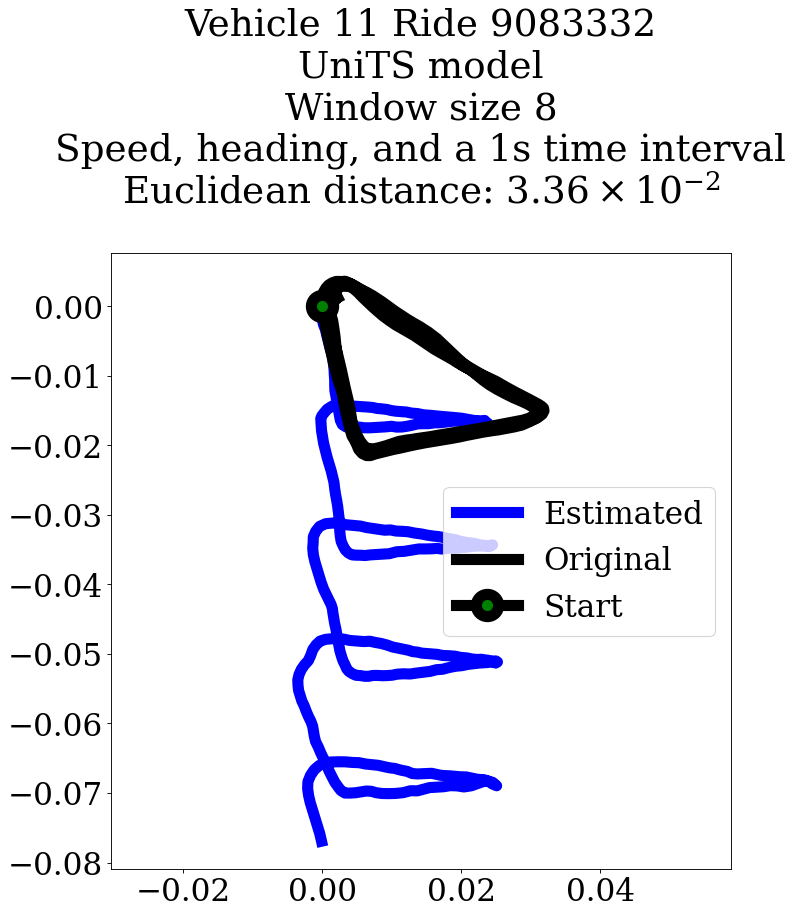 Vehicle 11 Ride 9083332
UniTS model
Window size 8
Speed, heading, and a 1s time interval
Euclidean distance: 3.36 × 10⁻²
0.00
−0.01
−0.02
−0.03
−0.04
−0.05
−0.06
−0.07
−0.08
Estimated
Original
Start
−0.02 0.00 0.02 0.04